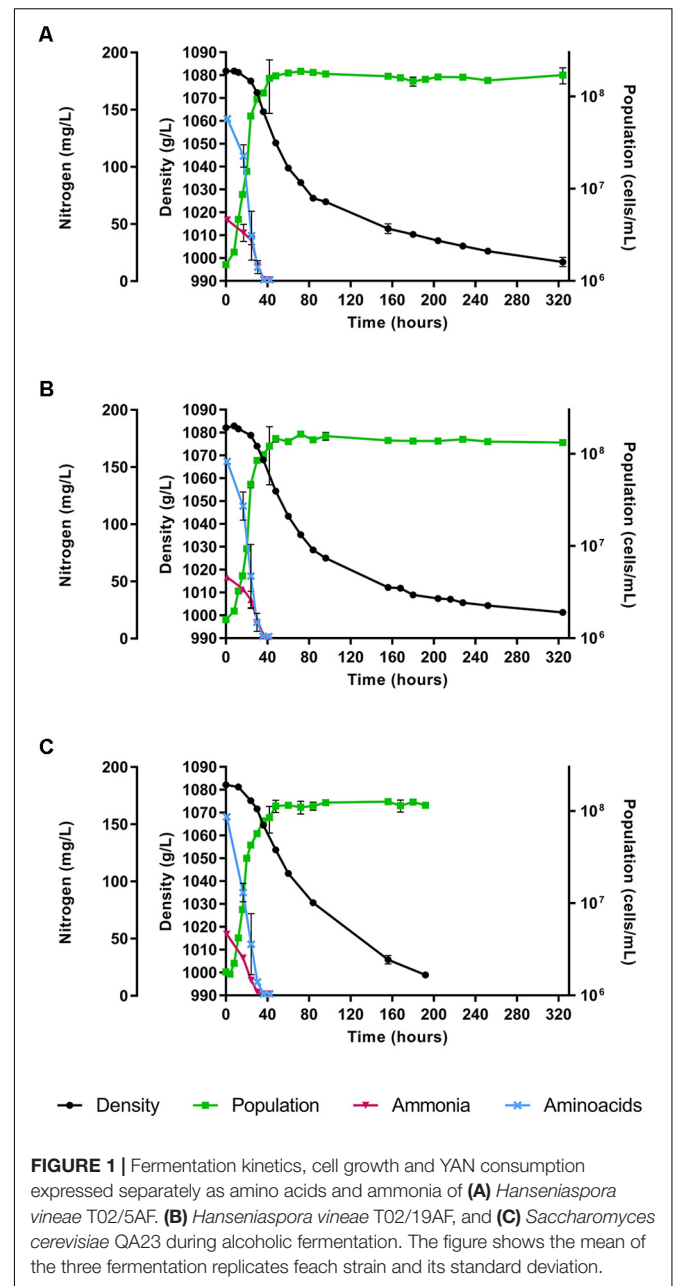 A
Nitrogen (mg/L)
200
150
100
50
0
Density (g/L)
1090
1080
1070
1060
1050
1040
1030
1020
1010
1000
990
Population (cells/mL)
10⁸
10⁷
10⁶
0 40 80 120 160 200 240 280 320
Time (hours)
B
Nitrogen (mg/L)
200
150
100
50
0
Density (g/L)
1090
1080
1070
1060
1050
1040
1030
1020
1010
1000
990
Population (cells/mL)
10⁸
10⁷
10⁶
0 40 80 120 160 200 240 280 320
Time (hours)
C
Nitrogen (mg/L)
200
150
100
50
0
Density (g/L)
1090
1080
1070
1060
1050
1040
1030
1020
1010
1000
990
Population (cells/mL)
10⁸
10⁷
10⁶
0 40 80 120 160 200 240 280 320
Time (hours)
Density Population Ammonia Aminoacids
FIGURE 1 | Fermentation kinetics, cell growth and YAN consumption
expressed separately as amino acids and ammonia of (A) Hanseniaspora
vineae T02/5AF. (B) Hanseniaspora vineae T02/19AF, and (C) Saccharomyces
cerevisiae QA23 during alcoholic fermentation. The figure shows the mean of
the three fermentation replicates feach strain and its standard deviation.